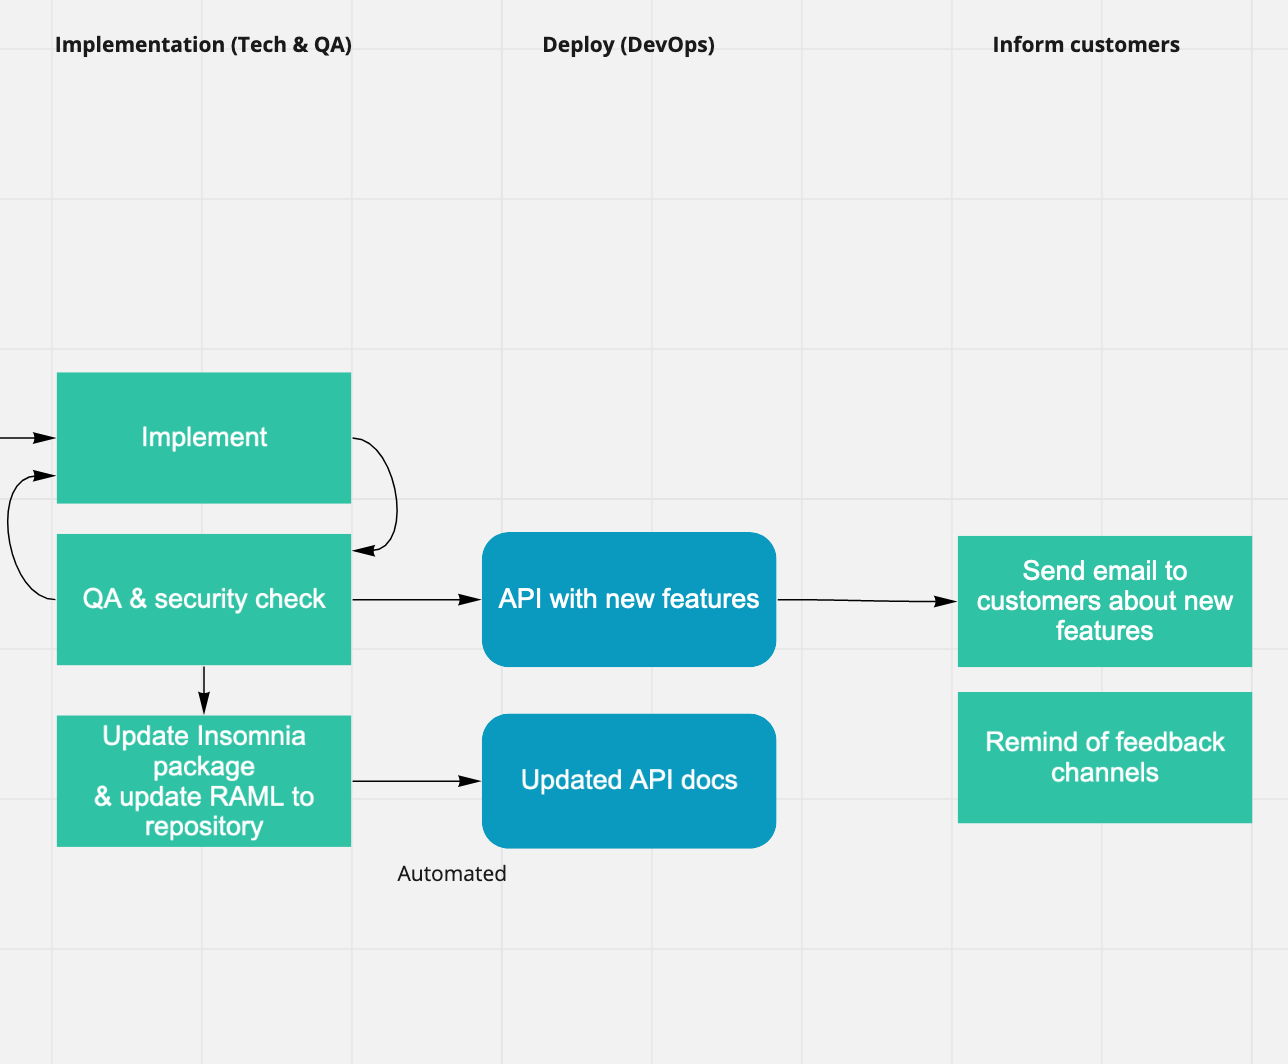 Implementation (Tech & QA)
Deploy (DevOps)
Inform customers
Implement
QA & security check
API with new features
Send email to
customers about new
features
Update Insomnia
package
& update RAML to
repository
Updated API docs
Remind of feedback
channels
Automated